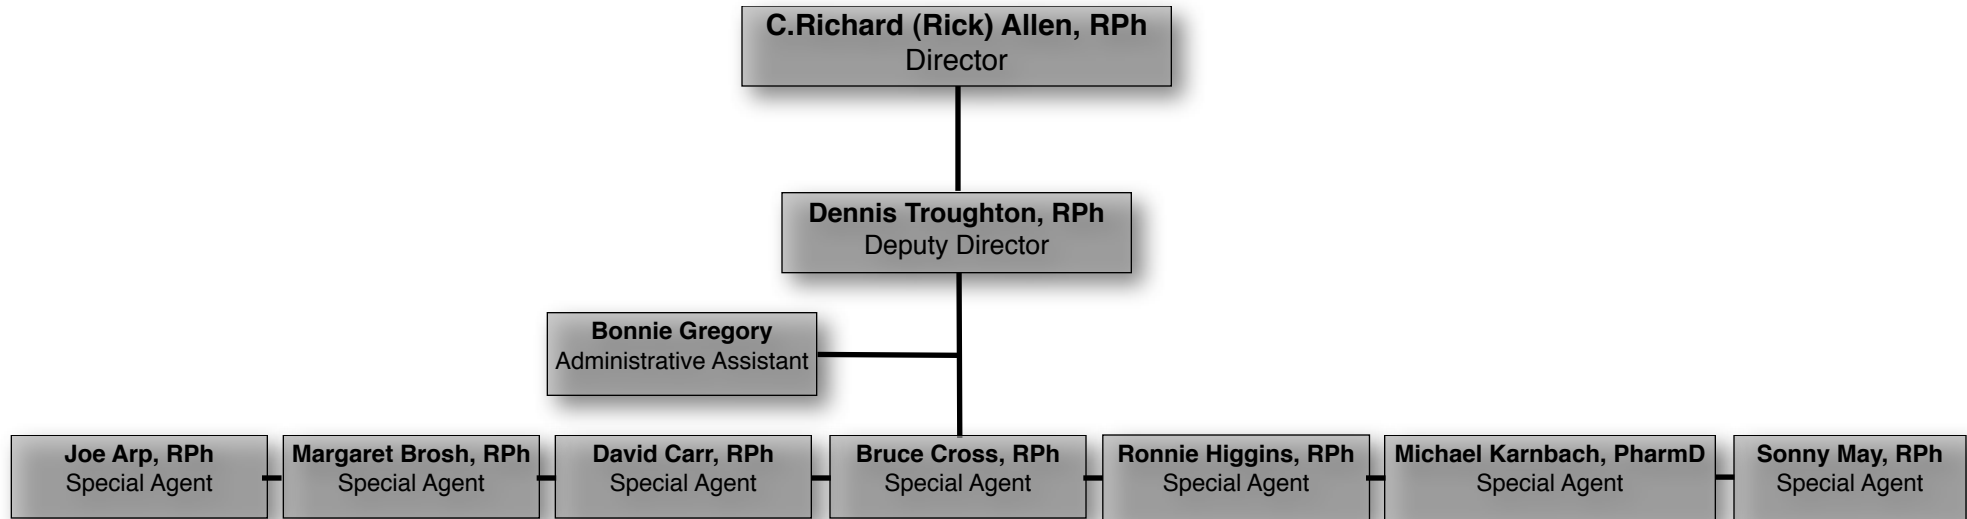 C.Richard (Rick) Allen, RPh
Director
Dennis Troughton, RPh
Deputy Director
Bonnie Gregory
Administrative Assistant
Joe Arp, RPh
Special Agent
Margaret Brosh, RPh
Special Agent
David Carr, RPh
Special Agent
Bruce Cross, RPh
Special Agent
Ronnie Higgins, RPh
Special Agent
Michael Karnbach, PharmD
Special Agent
Sonny May, RPh
Special Agent